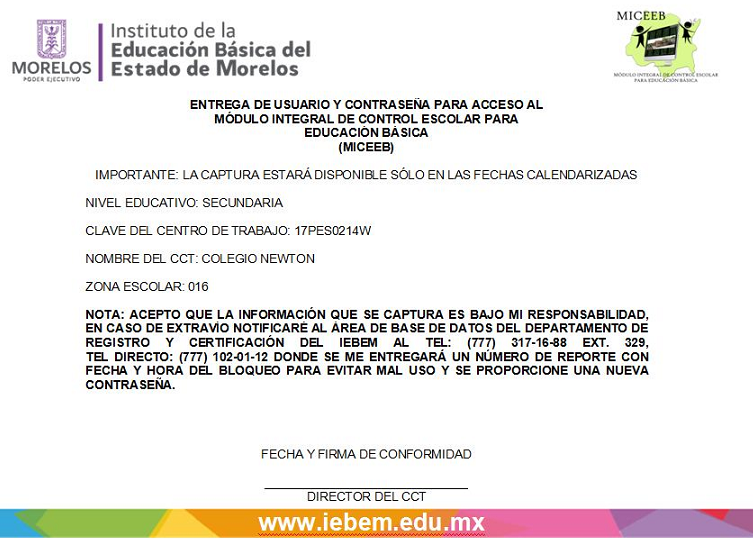 MORELOS
PODER EJECUTIVO
Instituto de la
Educación Básica del
Estado de Morelos
MICEEB
MÓDULO INTEGRAL DE CONTROL ESCOLAR
PARA EDUCACIÓN BÁSICA
ENTREGA DE USUARIO Y CONTRASEÑA PARA ACCESO AL
MÓDULO INTEGRAL DE CONTROL ESCOLAR PARA
EDUCACIÓN BÁSICA
(MICEEB)
IMPORTANTE: LA CAPTURA ESTARÁ DISPONIBLE SÓLO EN LAS FECHAS CALENDARIZADAS
NIVEL EDUCATIVO: SECUNDARIA
CLAVE DEL CENTRO DE TRABAJO: 17PES0214W
NOMBRE DEL CCT: COLEGIO NEWTON
ZONA ESCOLAR: 016
NOTA: ACEPTO QUE LA INFORMACIÓN QUE SE CAPTURA ES BAJO MI RESPONSABILIDAD,
EN CASO DE EXTRAVÍO NOTIFICARÉ AL ÁREA DE BASE DE DATOS DEL DEPARTAMENTO DE
REGISTRO Y CERTIFICACIÓN DEL IEBEM AL TEL: (777) 317-16-88 EXT. 329,
TEL DIRECTO: (777) 102-01-12 DONDE SE ME ENTREGARÁ UN NÚMERO DE REPORTE CON
FECHA Y HORA DEL BLOQUEO PARA EVITAR MAL USO Y SE PROPORCIONE UNA NUEVA
CONTRASEÑA.
FECHA Y FIRMA DE CONFORMIDAD
DIRECTOR DEL CCT
www.iebem.edu.mx